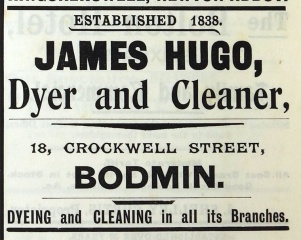 ESTABLISHED 1838.
JAMES HUGO,
Dyer and Cleaner,
18, CROCKWELL STREET,
BODMIN.
DYEING and CLEANING in all its Branches.